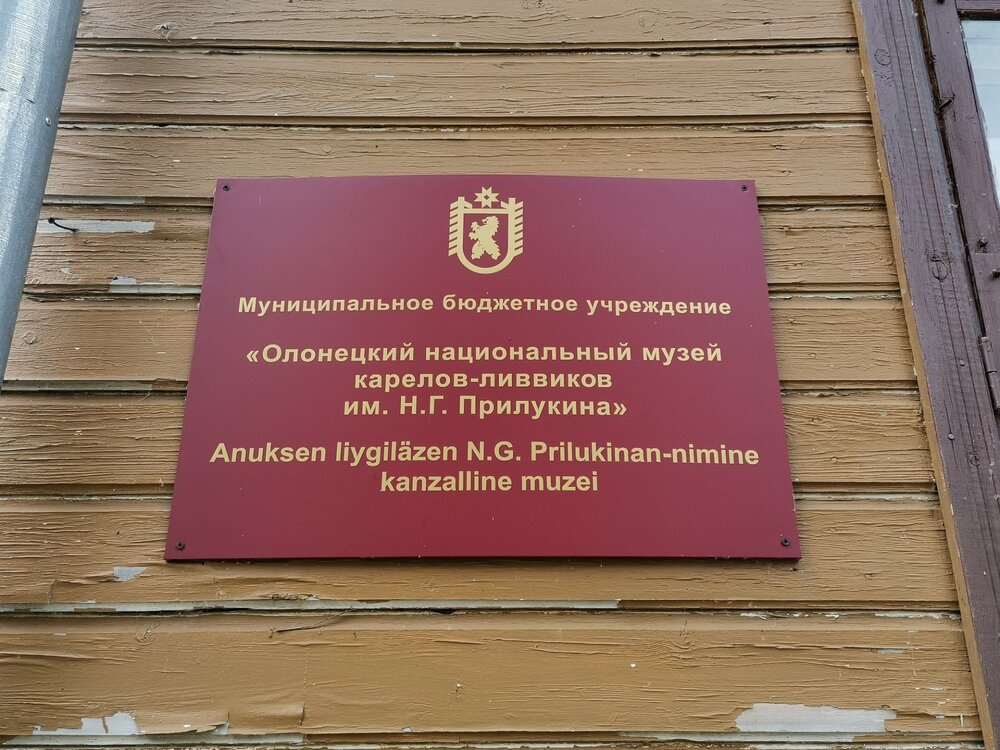 Муниципальное бюджетное учреждение
«Олонецкий национальный музей
карелов-ливвиков
им. Н.Г. Прилукина»
Anuksen liygiläzen N.G. Prilukinan-nimine
kanzalline muzei